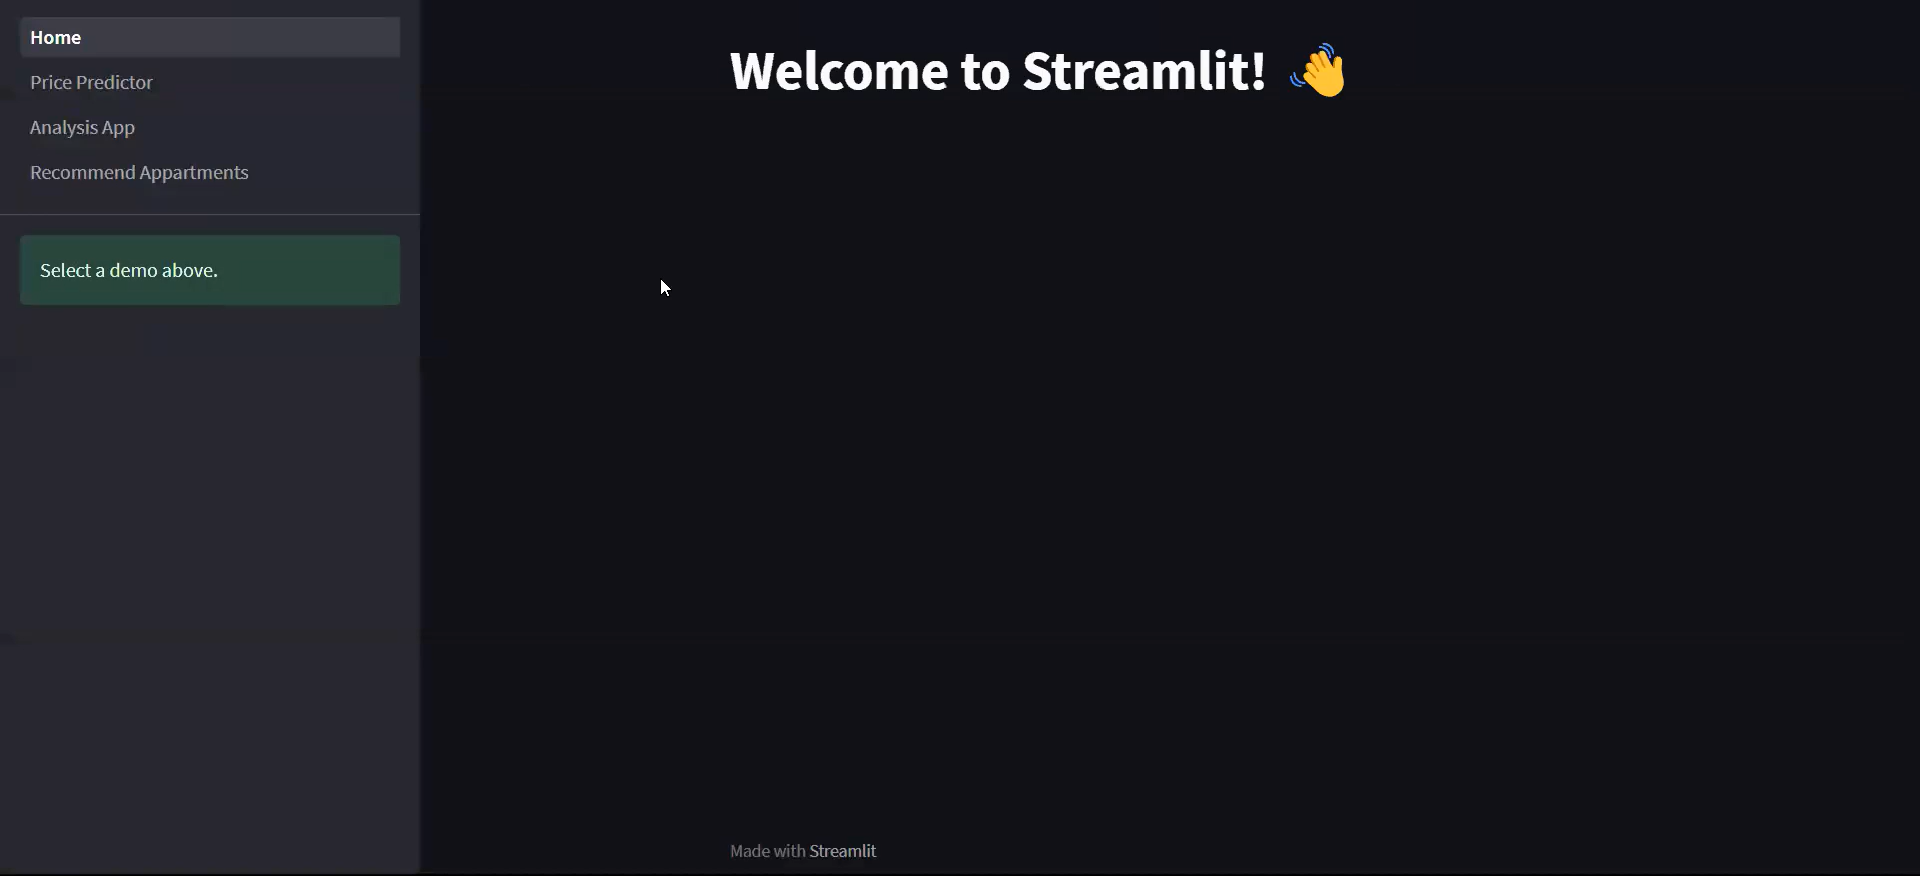 Home
Price Predictor
Analysis App
Recommend Appartments
Select a demo above.
Welcome to Streamlit! 👋
Made with Streamlit